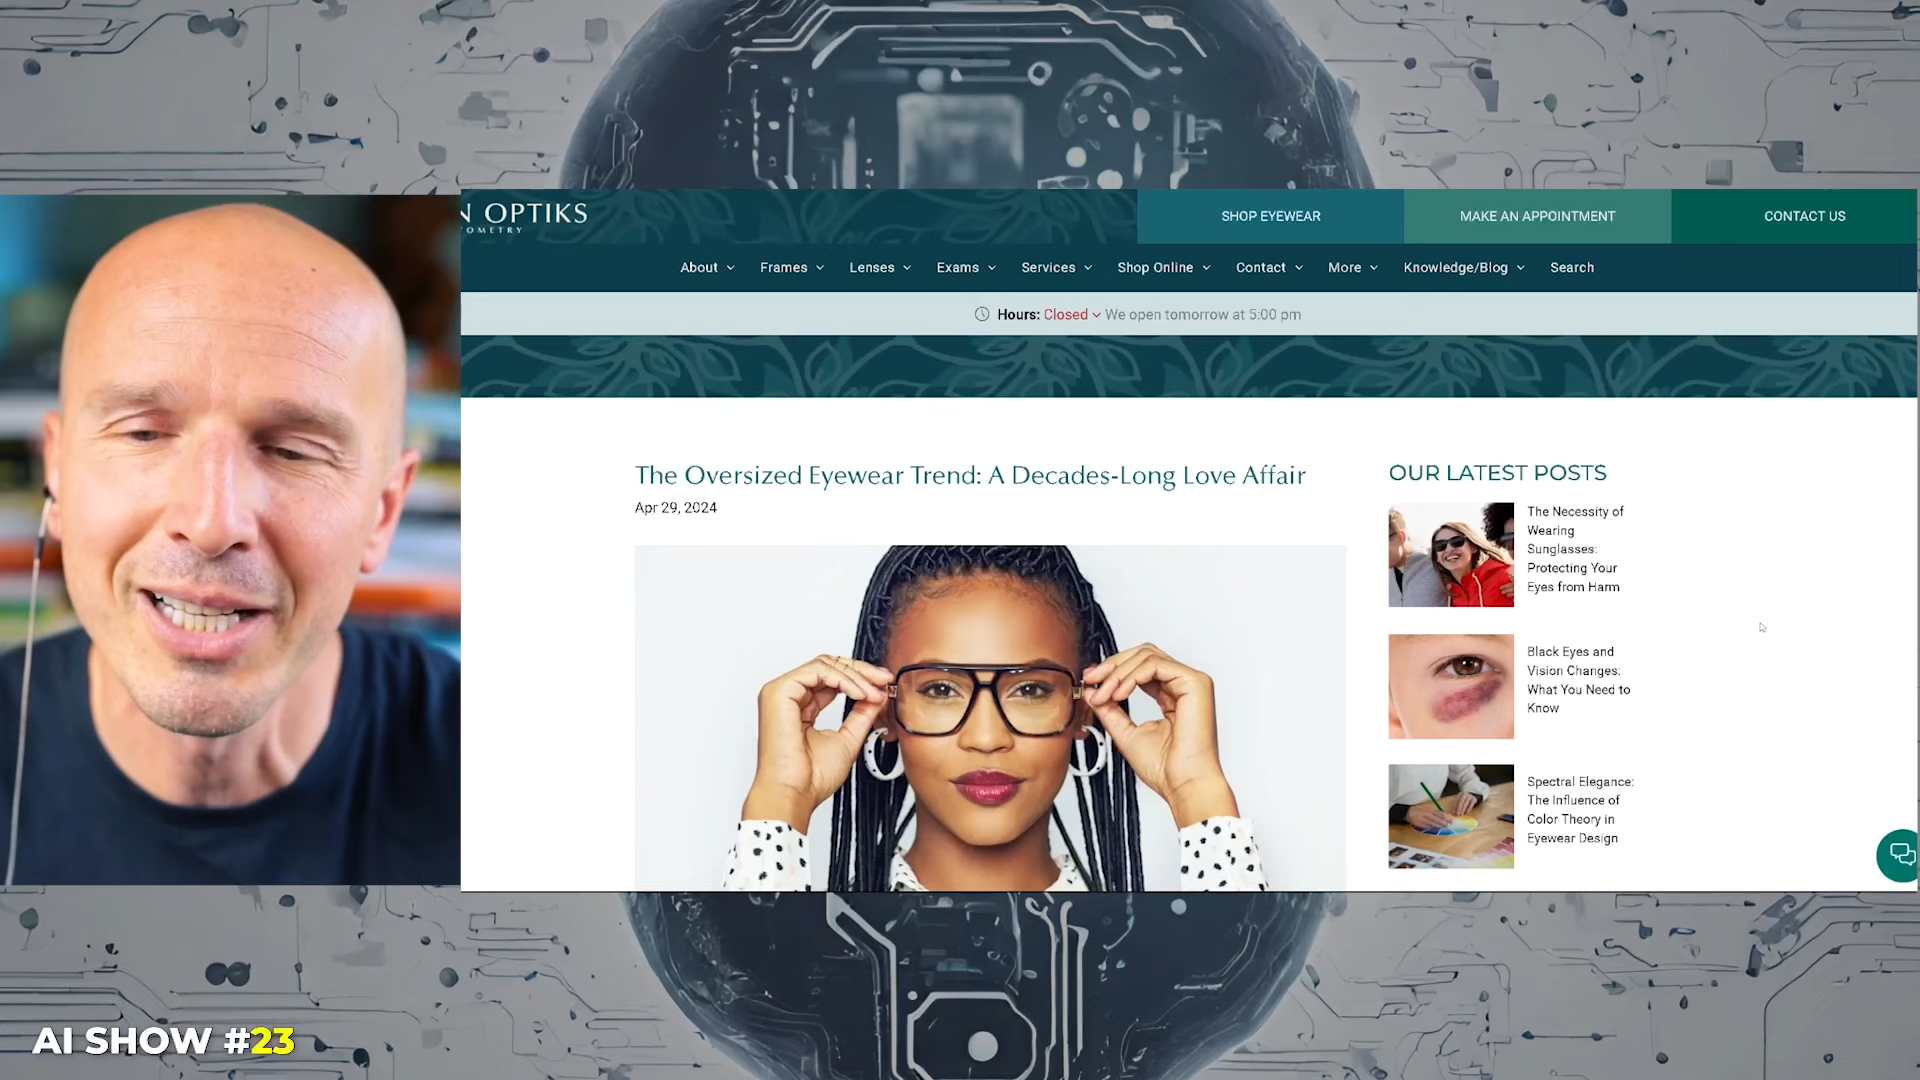 N OPTIKS
OMETRY
SHOP EYEWEAR
MAKE AN APPOINTMENT
CONTACT US
About
Frames
Lenses
Exams
Services
Shop Online
Contact
More
Knowledge/Blog
Search
Hours: Closed We open tomorrow at 5:00 pm
The Oversized Eyewear Trend: A Decades-Long Love Affair
Apr 29, 2024
OUR LATEST POSTS
The Necessity of
Wearing
Sunglasses:
Protecting Your
Eyes from Harm
Black Eyes and
Vision Changes:
What You Need to
Know
Spectral Elegance:
The Influence of
Color Theory in
Eyewear Design
AI SHOW #23